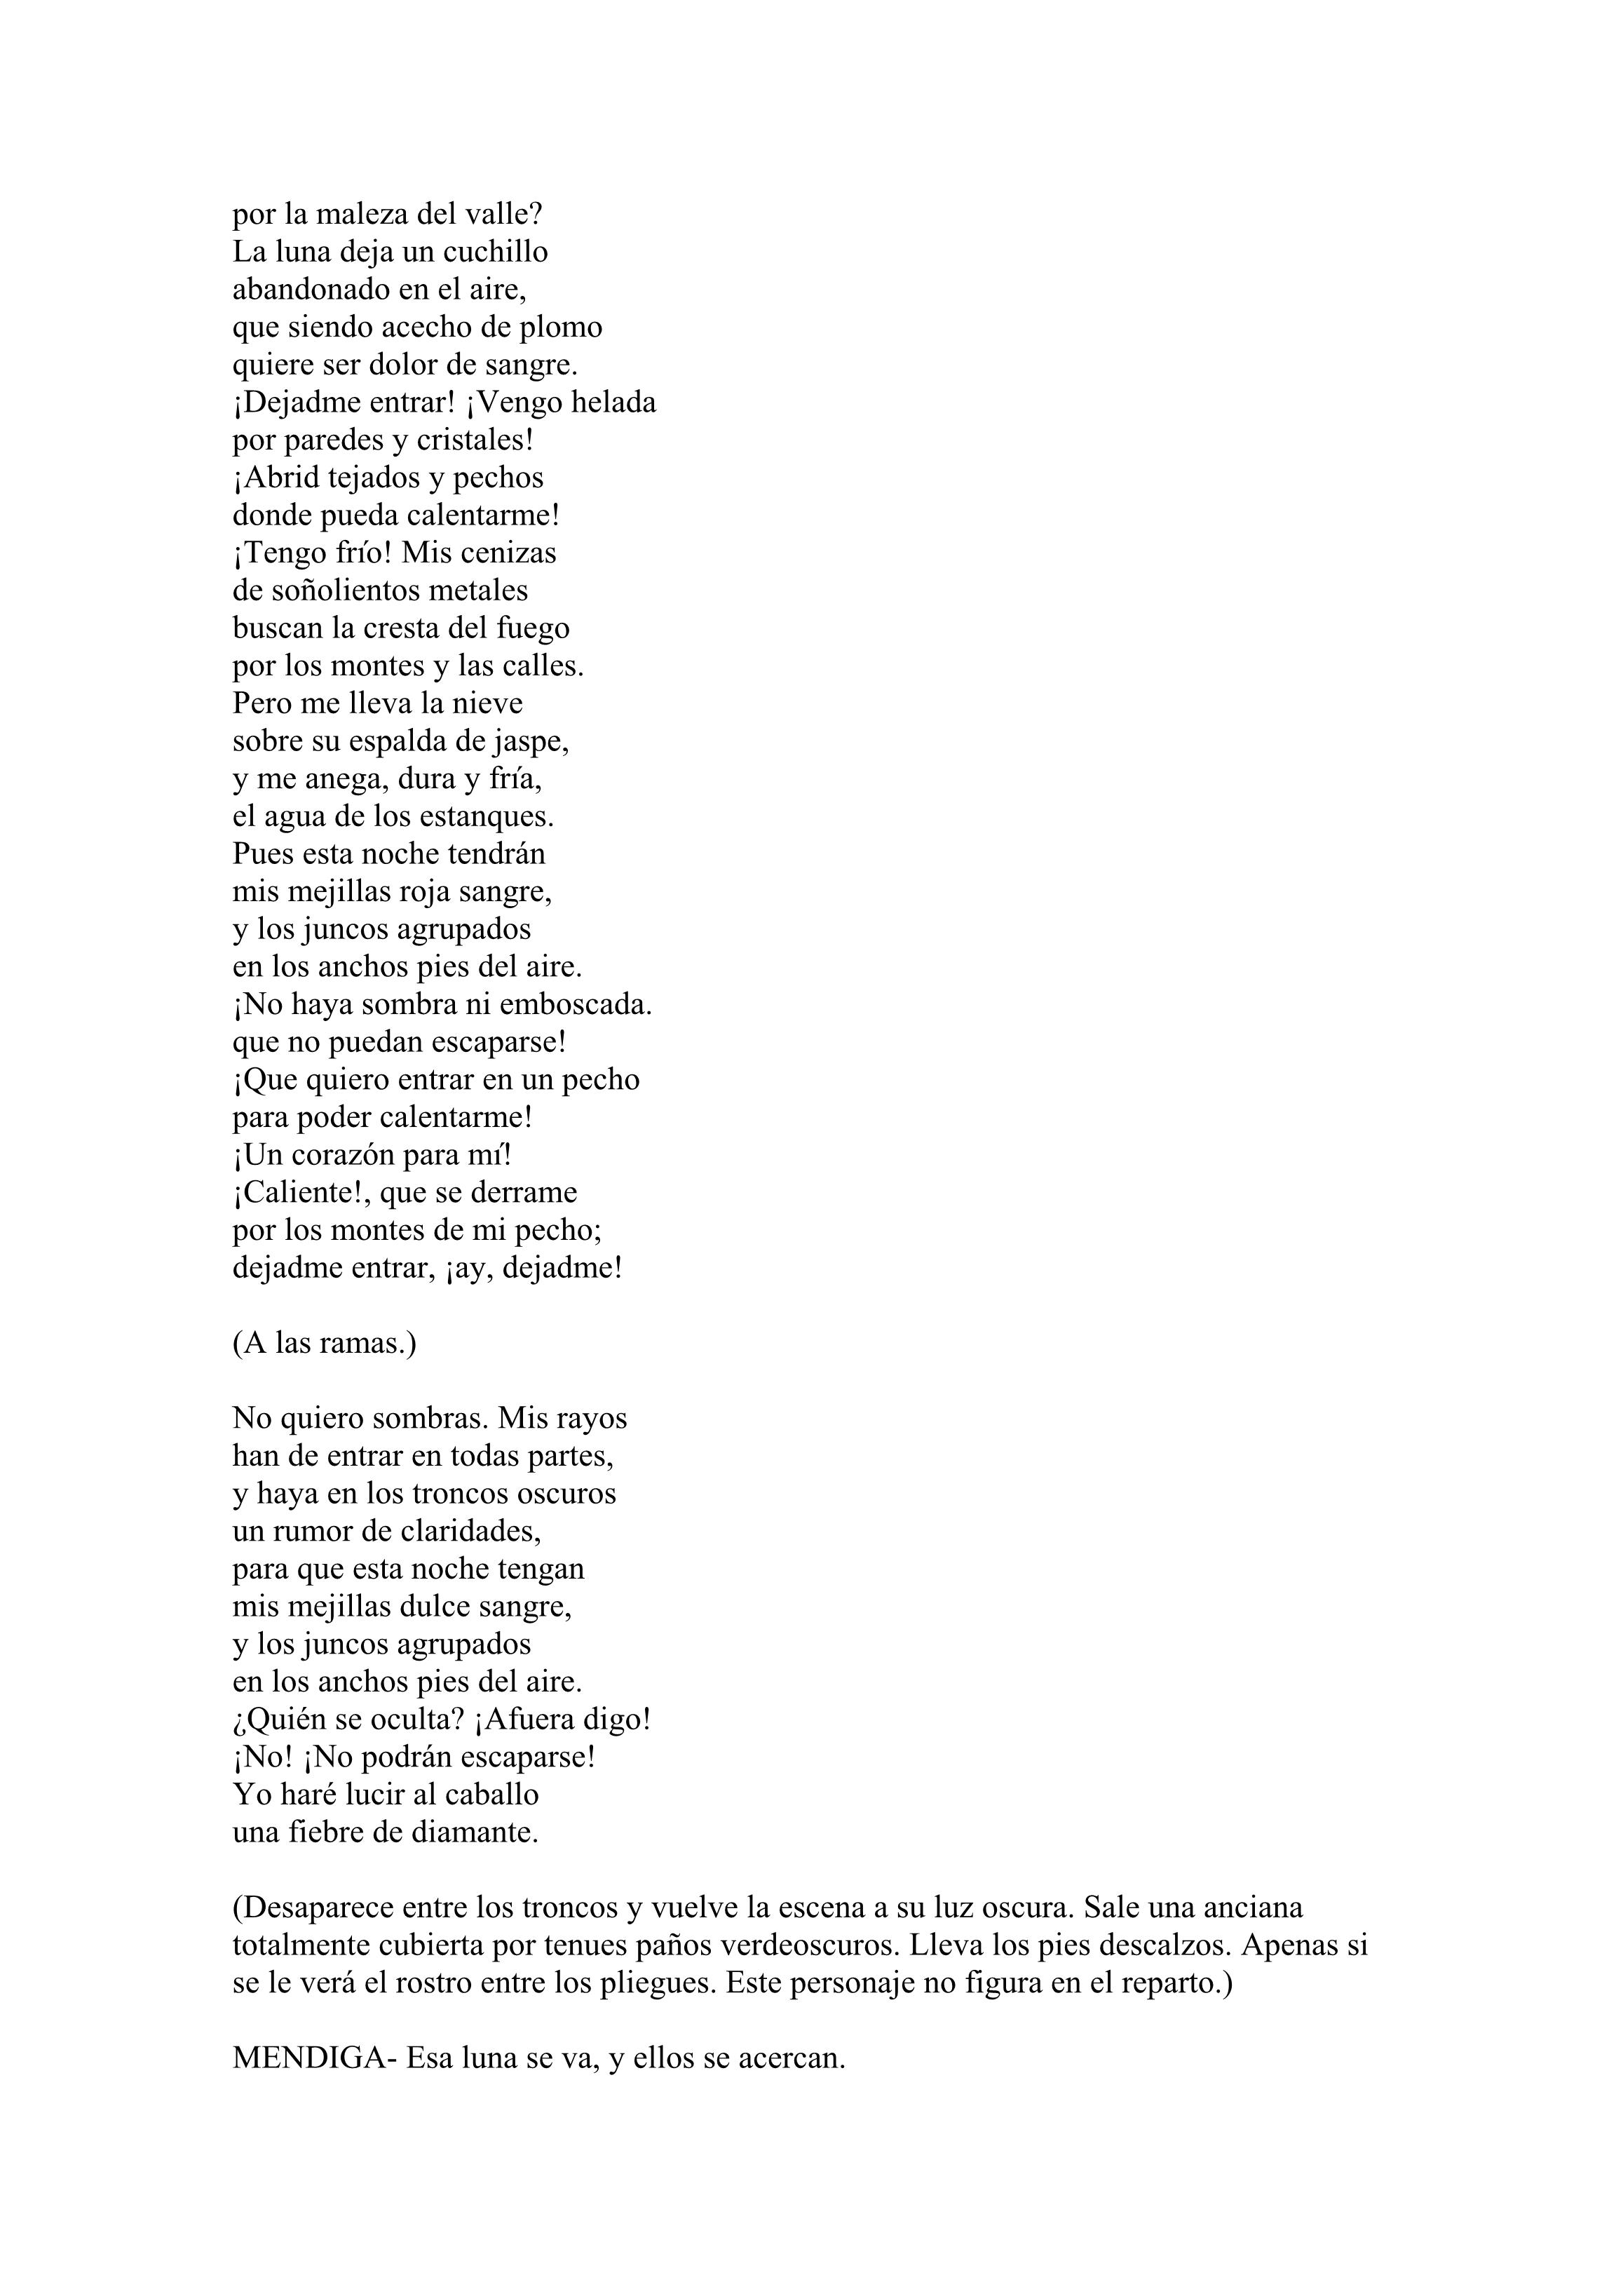 por la maleza del valle?
La luna deja un cuchillo
abandonado en el aire,
que siendo acecho de plomo
quiere ser dolor de sangre.
¡Dejadme entrar! ¡Vengo helada
por paredes y cristales!
¡Abrid tejados y pechos
donde pueda calentarme!
¡Tengo frío! Mis cenizas
de soñolientos metales
buscan la cresta del fuego
por los montes y las calles.
Pero me lleva la nieve
sobre su espalda de jaspe,
y me anega, dura y fría,
el agua de los estanques.
Pues esta noche tendrán
mis mejillas roja sangre,
y los juncos agrupados
en los anchos pies del aire.
¡No haya sombra ni emboscada.
que no puedan escaparse!
¡Que quiero entrar en un pecho
para poder calentarme!
¡Un corazón para mí!
¡Caliente!, que se derrame
por los montes de mi pecho;
dejadme entrar, ¡ay, dejadme!

(A las ramas.)

No quiero sombras. Mis rayos
han de entrar en todas partes,
y haya en los troncos oscuros
un rumor de claridades,
para que esta noche tengan
mis mejillas dulce sangre,
y los juncos agrupados
en los anchos pies del aire.
¿Quién se oculta? ¡Afuera digo!
¡No! ¡No podrán escaparse!
Yo haré lucir al caballo
una fiebre de diamante.

(Desaparece entre los troncos y vuelve la escena a su luz oscura. Sale una anciana
totalmente cubierta por tenues paños verdeoscuros. Lleva los pies descalzos. Apenas si
se le verá el rostro entre los pliegues. Este personaje no figura en el reparto.)

MENDIGA- Esa luna se va, y ellos se acercan.